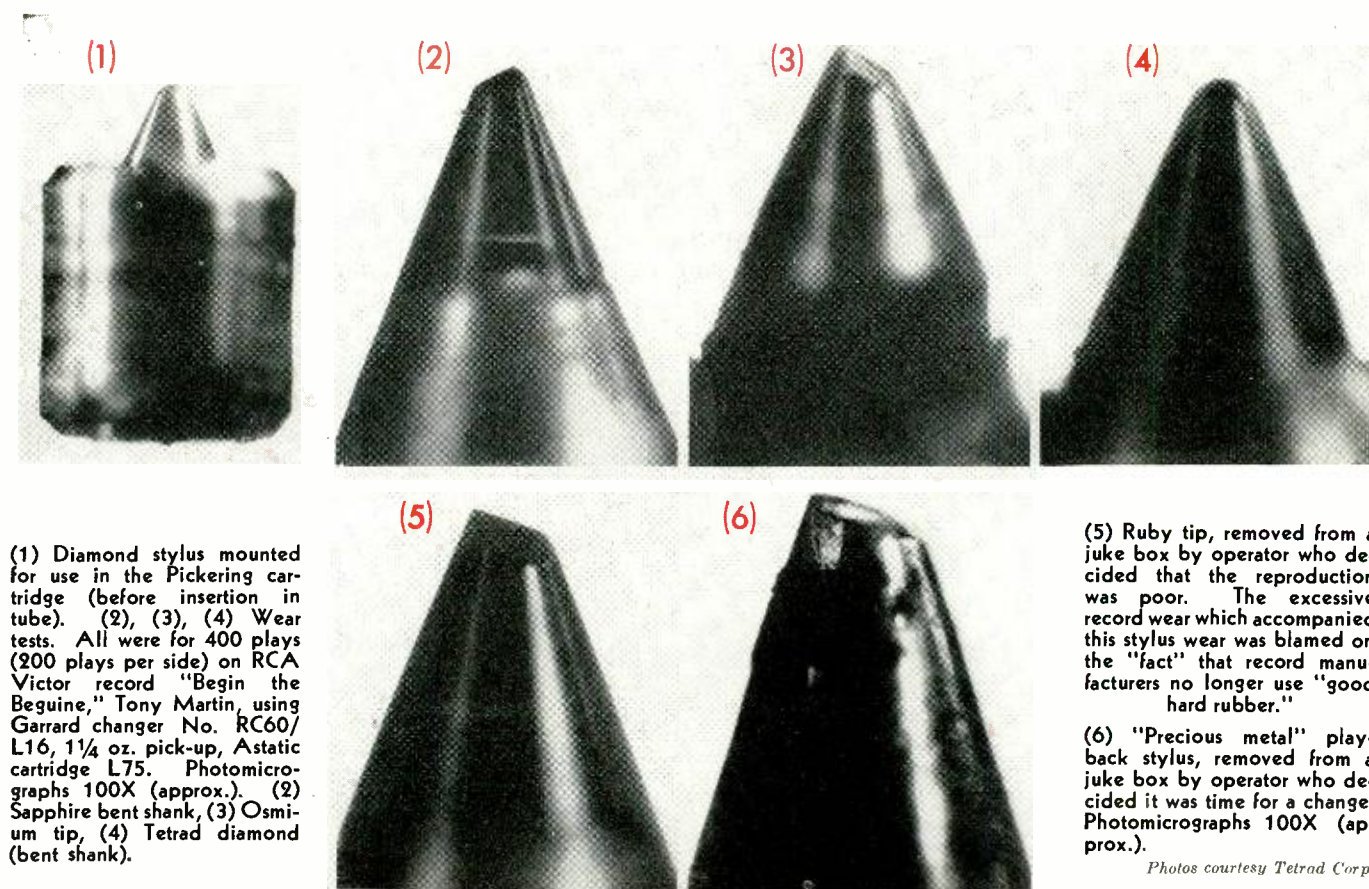 (1)
(2)
(3)
(4)
(5)
(6)
(1) Diamond stylus mounted
for use in the Pickering car-
tridge (before insertion in
tube). (2), (3), (4) Wear
tests. All were for 400 plays
(200 plays per side) on RCA
Victor record "Begin the
Beguine," Tony Martin, using
Garrard changer No. RC60/
L16, 1¼ oz. pick-up, Astatic
cartridge L75. Photomicro-
graphs 100X (approx.). (2)
Sapphire bent shank, (3) Osmi-
um tip, (4) Tetrad diamond
(bent shank).
(5) Ruby tip, removed from a
juke box by operator who de-
cided that the reproduction
was poor. The excessive
record wear which accompanied
this stylus wear was blamed on
the "fact" that record manu-
facturers no longer use "good
hard rubber."
(6) "Precious metal" play-
back stylus, removed from a
juke box by operator who de-
cided it was time for a change.
Photomicrographs 100X (ap-
prox.).
Photos courtesy Tetrad Corp.